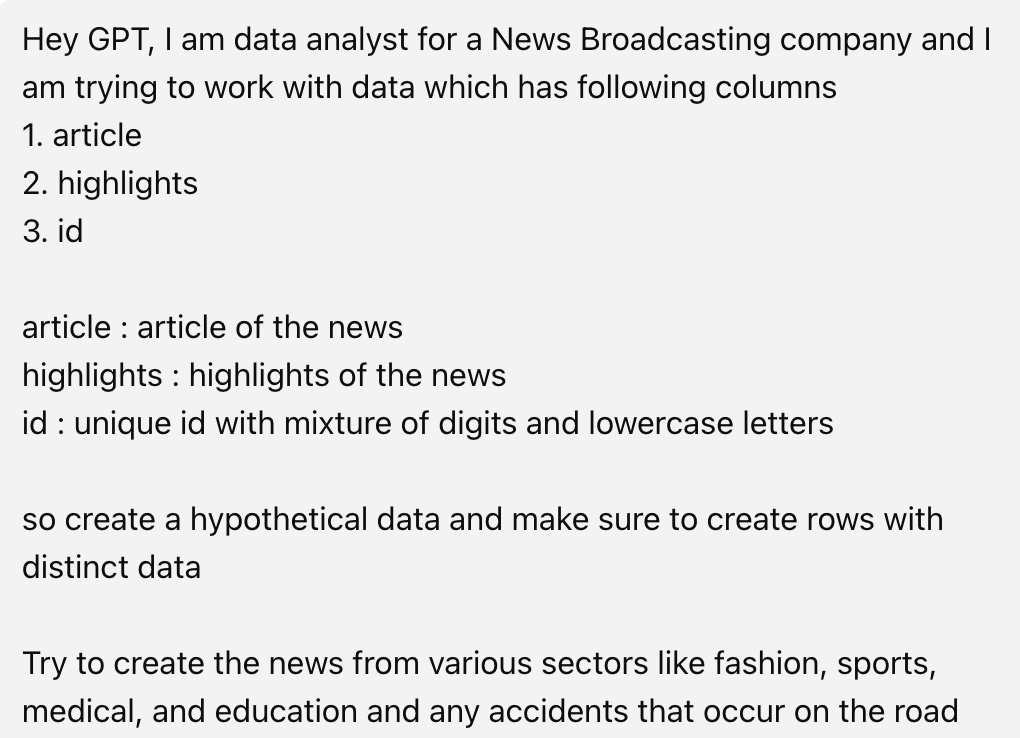 Hey GPT, I am data analyst for a News Broadcasting company and I
am trying to work with data which has following columns
1. article
2. highlights
3. id
article : article of the news
highlights : highlights of the news
id : unique id with mixture of digits and lowercase letters
so create a hypothetical data and make sure to create rows with
distinct data
Try to create the news from various sectors like fashion, sports,
medical, and education and any accidents that occur on the road